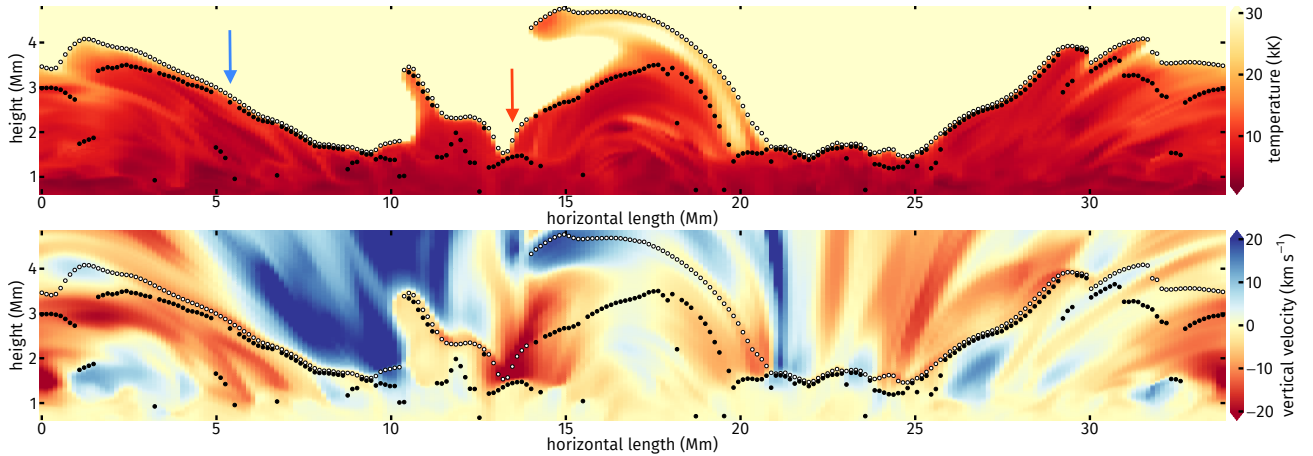 height (Mm)
4
3
2
1
0 5 10 15 20 25 30
horizontal length (Mm)
30
20
10
temperature (kK)
height (Mm)
4
3
2
1
0 5 10 15 20 25 30
horizontal length (Mm)
20
10
0
−10
−20
vertical velocity (km s⁻¹)